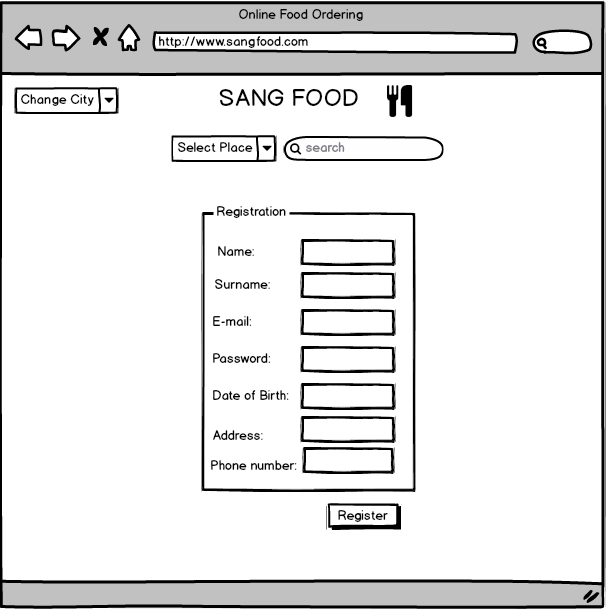 Online Food Ordering
http://www.sangfood.com
Change City
SANG FOOD
Select Place
search
Registration
Name:
Surname:
E-mail:
Password:
Date of Birth:
Address:
Phone number:
Register